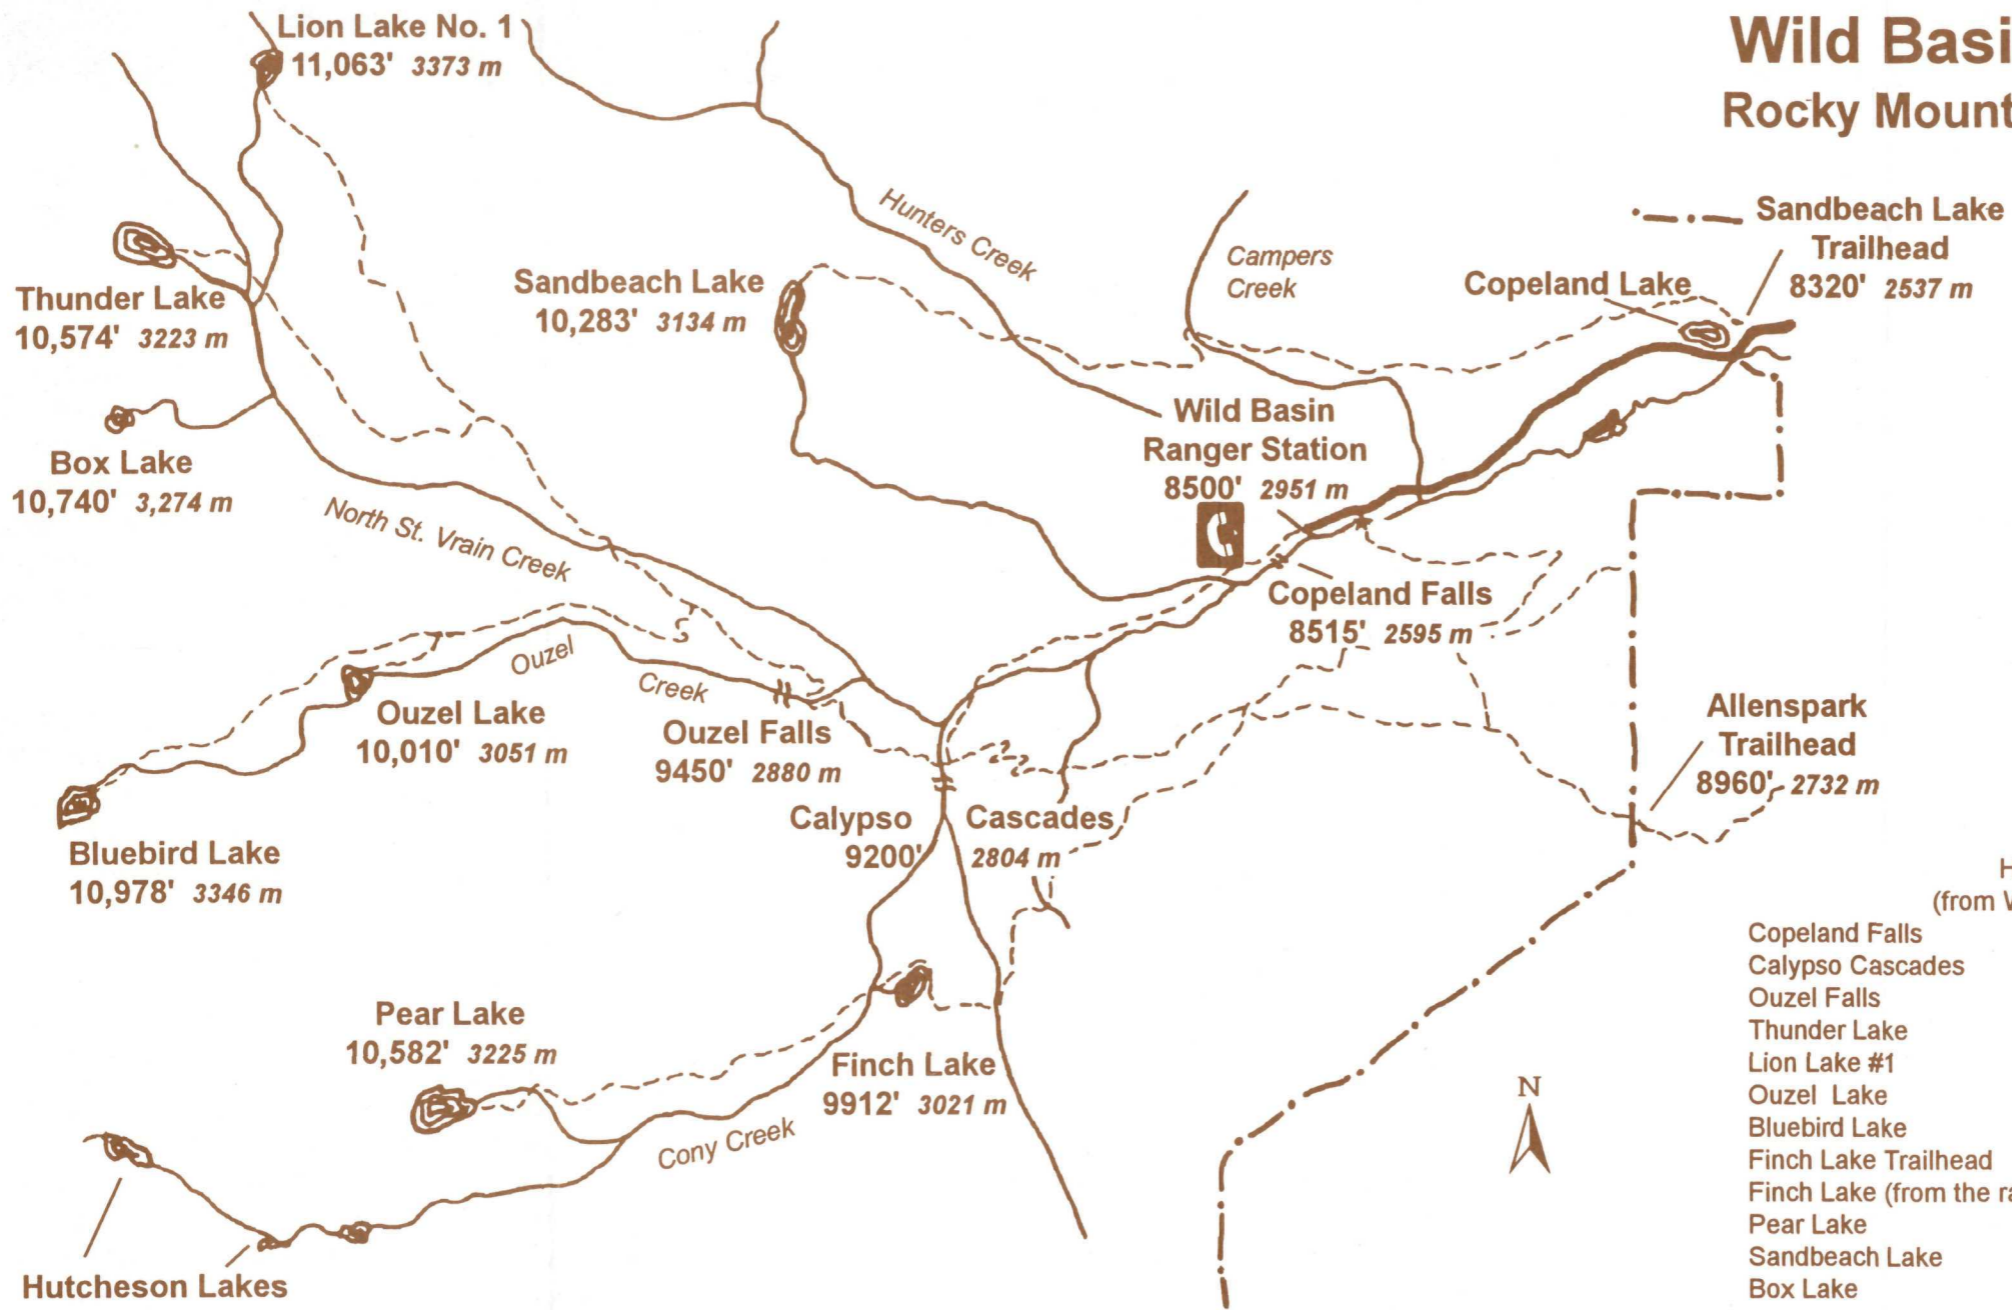 Wild Basi
Rocky Mount
Lion Lake No. 1
11,063' 3373 m
Hunters Creek
Campers
Creek
Sandbeach Lake
Trailhead
8320' 2537 m
Copeland Lake
Thunder Lake
10,574' 3223 m
Sandbeach Lake
10,283' 3134 m
Box Lake
10,740' 3,274 m
Wild Basin
Ranger Station
8500' 2951 m
North St. Vrain Creek
Copeland Falls
8515' 2595 m
Ouzel
Creek
Ouzel Lake
10,010' 3051 m
Ouzel Falls
9450' 2880 m
Allenspark
Trailhead
8960' 2732 m
Calypso Cascades
9200' 2804 m
Bluebird Lake
10,978' 3346 m
Pear Lake
10,582' 3225 m
Finch Lake
9912' 3021 m
Cony Creek
Hutcheson Lakes
N
H
(from W
Copeland Falls
Calypso Cascades
Ouzel Falls
Thunder Lake
Lion Lake #1
Ouzel Lake
Bluebird Lake
Finch Lake Trailhead
Finch Lake (from the ra
Pear Lake
Sandbeach Lake
Box Lake